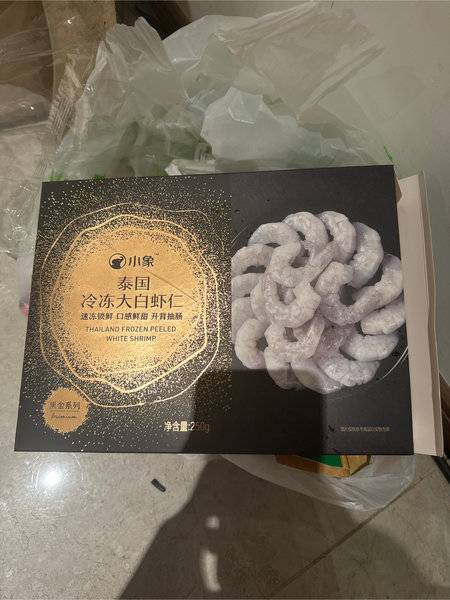 小象
泰国
冷冻大白虾仁
速冻锁鲜 口感鲜甜 开背抽肠
THAILAND FROZEN PEELED
WHITE SHRIMP
黑金系列
Premium
净含量:250g